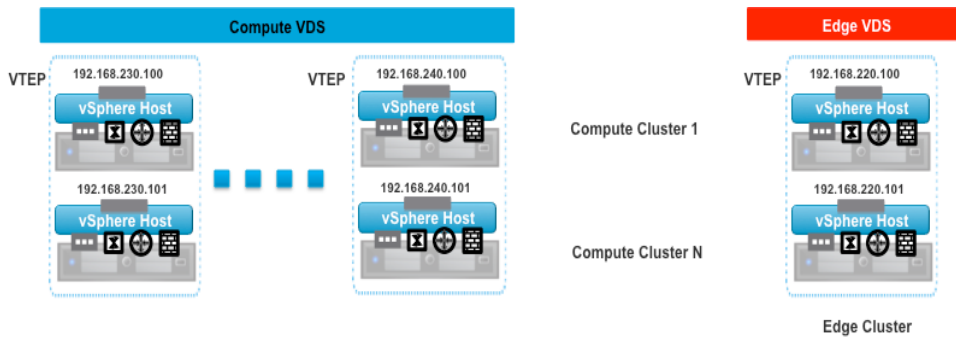 Compute VDS
Edge VDS
VTEP
192.168.230.100
vSphere Host
192.168.230.101
vSphere Host
VTEP
192.168.240.100
vSphere Host
192.168.240.101
vSphere Host
Compute Cluster 1
Compute Cluster N
VTEP
192.168.220.100
vSphere Host
192.168.220.101
vSphere Host
Edge Cluster